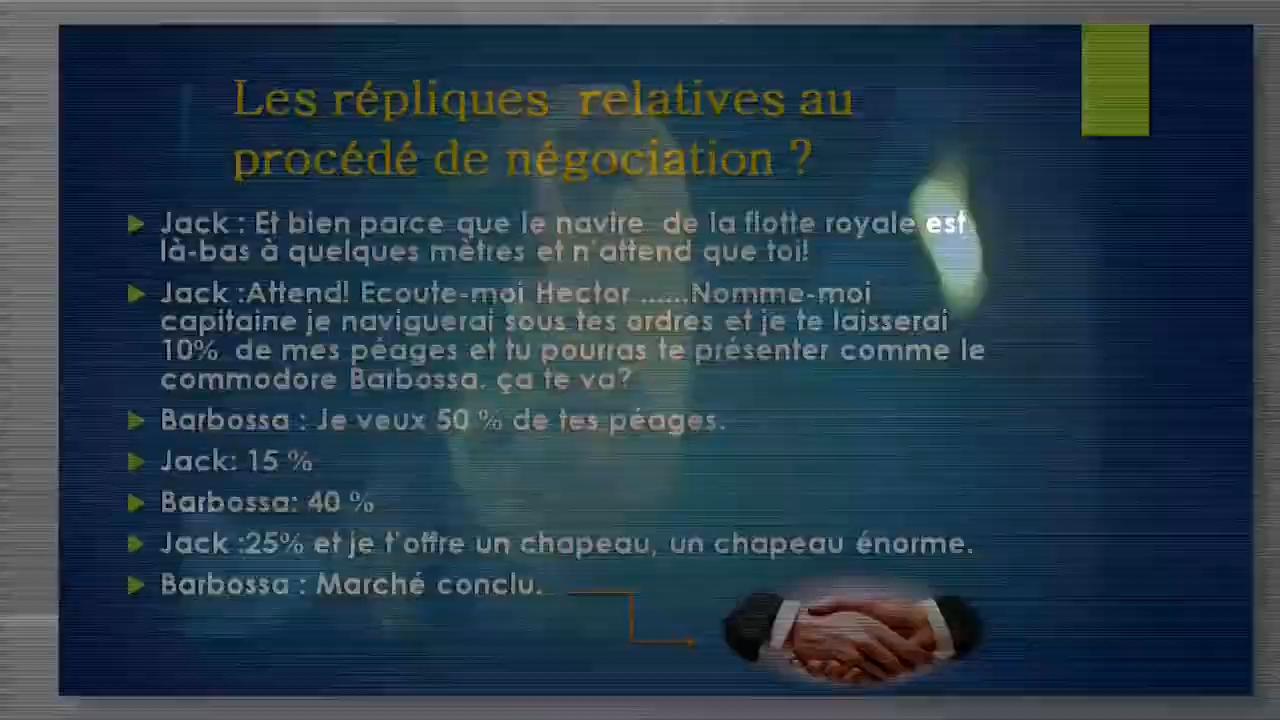 Les répliques relatives au
procédé de négociation ?
Jack : Et bien parce que le navire de la flotte royale est
là-bas à quelques mètres et n'attend que toi!
Jack :Attend! Ecoute-moi Hector ......Nomme-moi
capitaine je naviguerai sous tes ordres et je te laisserai
10% de mes péages et tu pourras te présenter comme le
commodore Barbossa. ça te va?
Barbossa : Je veux 50 % de tes péages.
Jack: 15 %
Barbossa: 40 %
Jack :25% et je t'offre un chapeau, un chapeau énorme.
Barbossa : Marché conclu.